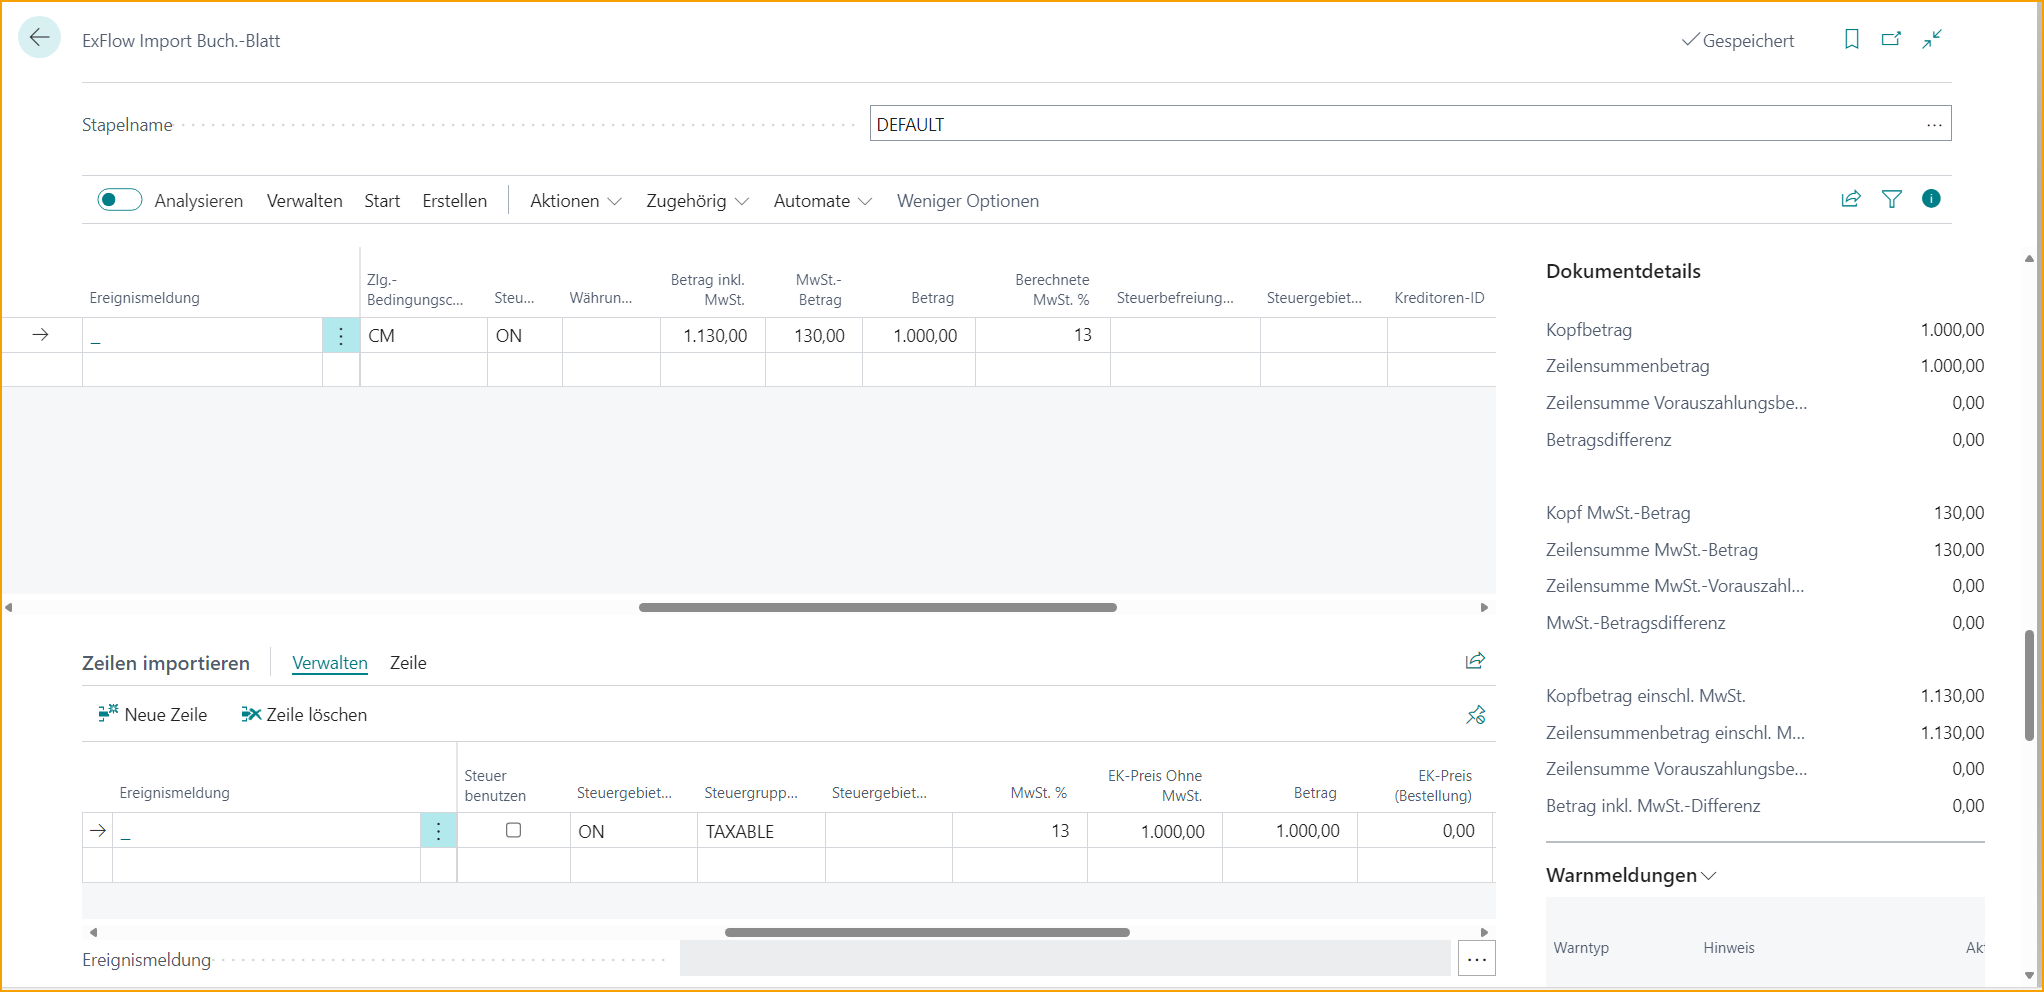 ExFlow Import Buch.-Blatt
Gespeichert
Stapelname
DEFAULT
Analysieren Verwalten Start Erstellen Aktionen Zugehörig Automate Weniger Optionen
Ereignismeldung Zlg.-Bedingungsc... Steu... Währun... Betrag inkl. MwSt. MwSt.-Betrag Betrag Berechnete MwSt. % Steuerbefreiung... Steuergebiet... Kreditoren-ID
_ CM ON 1.130,00 130,00 1.000,00 13
Zeilen importieren Verwalten Zeile
Neue Zeile Zeile löschen
Ereignismeldung Steuer benutzen Steuergebiet... Steuergrupp... Steuergebiet... MwSt. % EK-Preis Ohne MwSt. Betrag EK-Preis (Bestellung)
_ ON TAXABLE 13 1.000,00 1.000,00 0,00
Ereignismeldung
Dokumentdetails
Kopfbetrag 1.000,00
Zeilensummenbetrag 1.000,00
Zeilensumme Vorauszahlungsbe... 0,00
Betragsdifferenz 0,00
Kopf MwSt.-Betrag 130,00
Zeilensumme MwSt.-Betrag 130,00
Zeilensumme MwSt.-Vorauszahl... 0,00
MwSt.-Betragsdifferenz 0,00
Kopfbetrag einschl. MwSt. 1.130,00
Zeilensummenbetrag einschl. M... 1.130,00
Zeilensumme Vorauszahlungsbe... 0,00
Betrag inkl. MwSt.-Differenz 0,00
Warnmeldungen
Warntyp Hinweis Ak